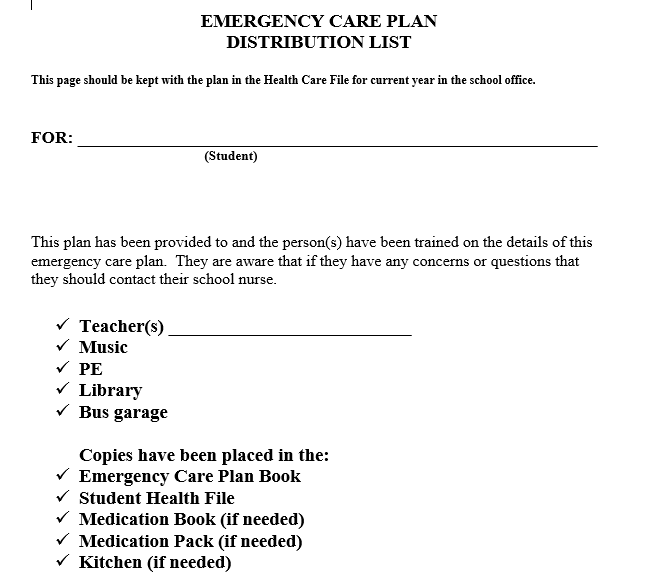 EMERGENCY CARE PLAN
DISTRIBUTION LIST
This page should be kept with the plan in the Health Care File for current year in the school office.
FOR: ____________________
(Student)
This plan has been provided to and the person(s) have been trained on the details of this
emergency care plan.  They are aware that if they have any concerns or questions that
they should contact their school nurse.
✓ Teacher(s) ____________________
✓ Music
✓ PE
✓ Library
✓ Bus garage
Copies have been placed in the:
✓ Emergency Care Plan Book
✓ Student Health File
✓ Medication Book (if needed)
✓ Medication Pack (if needed)
✓ Kitchen (if needed)